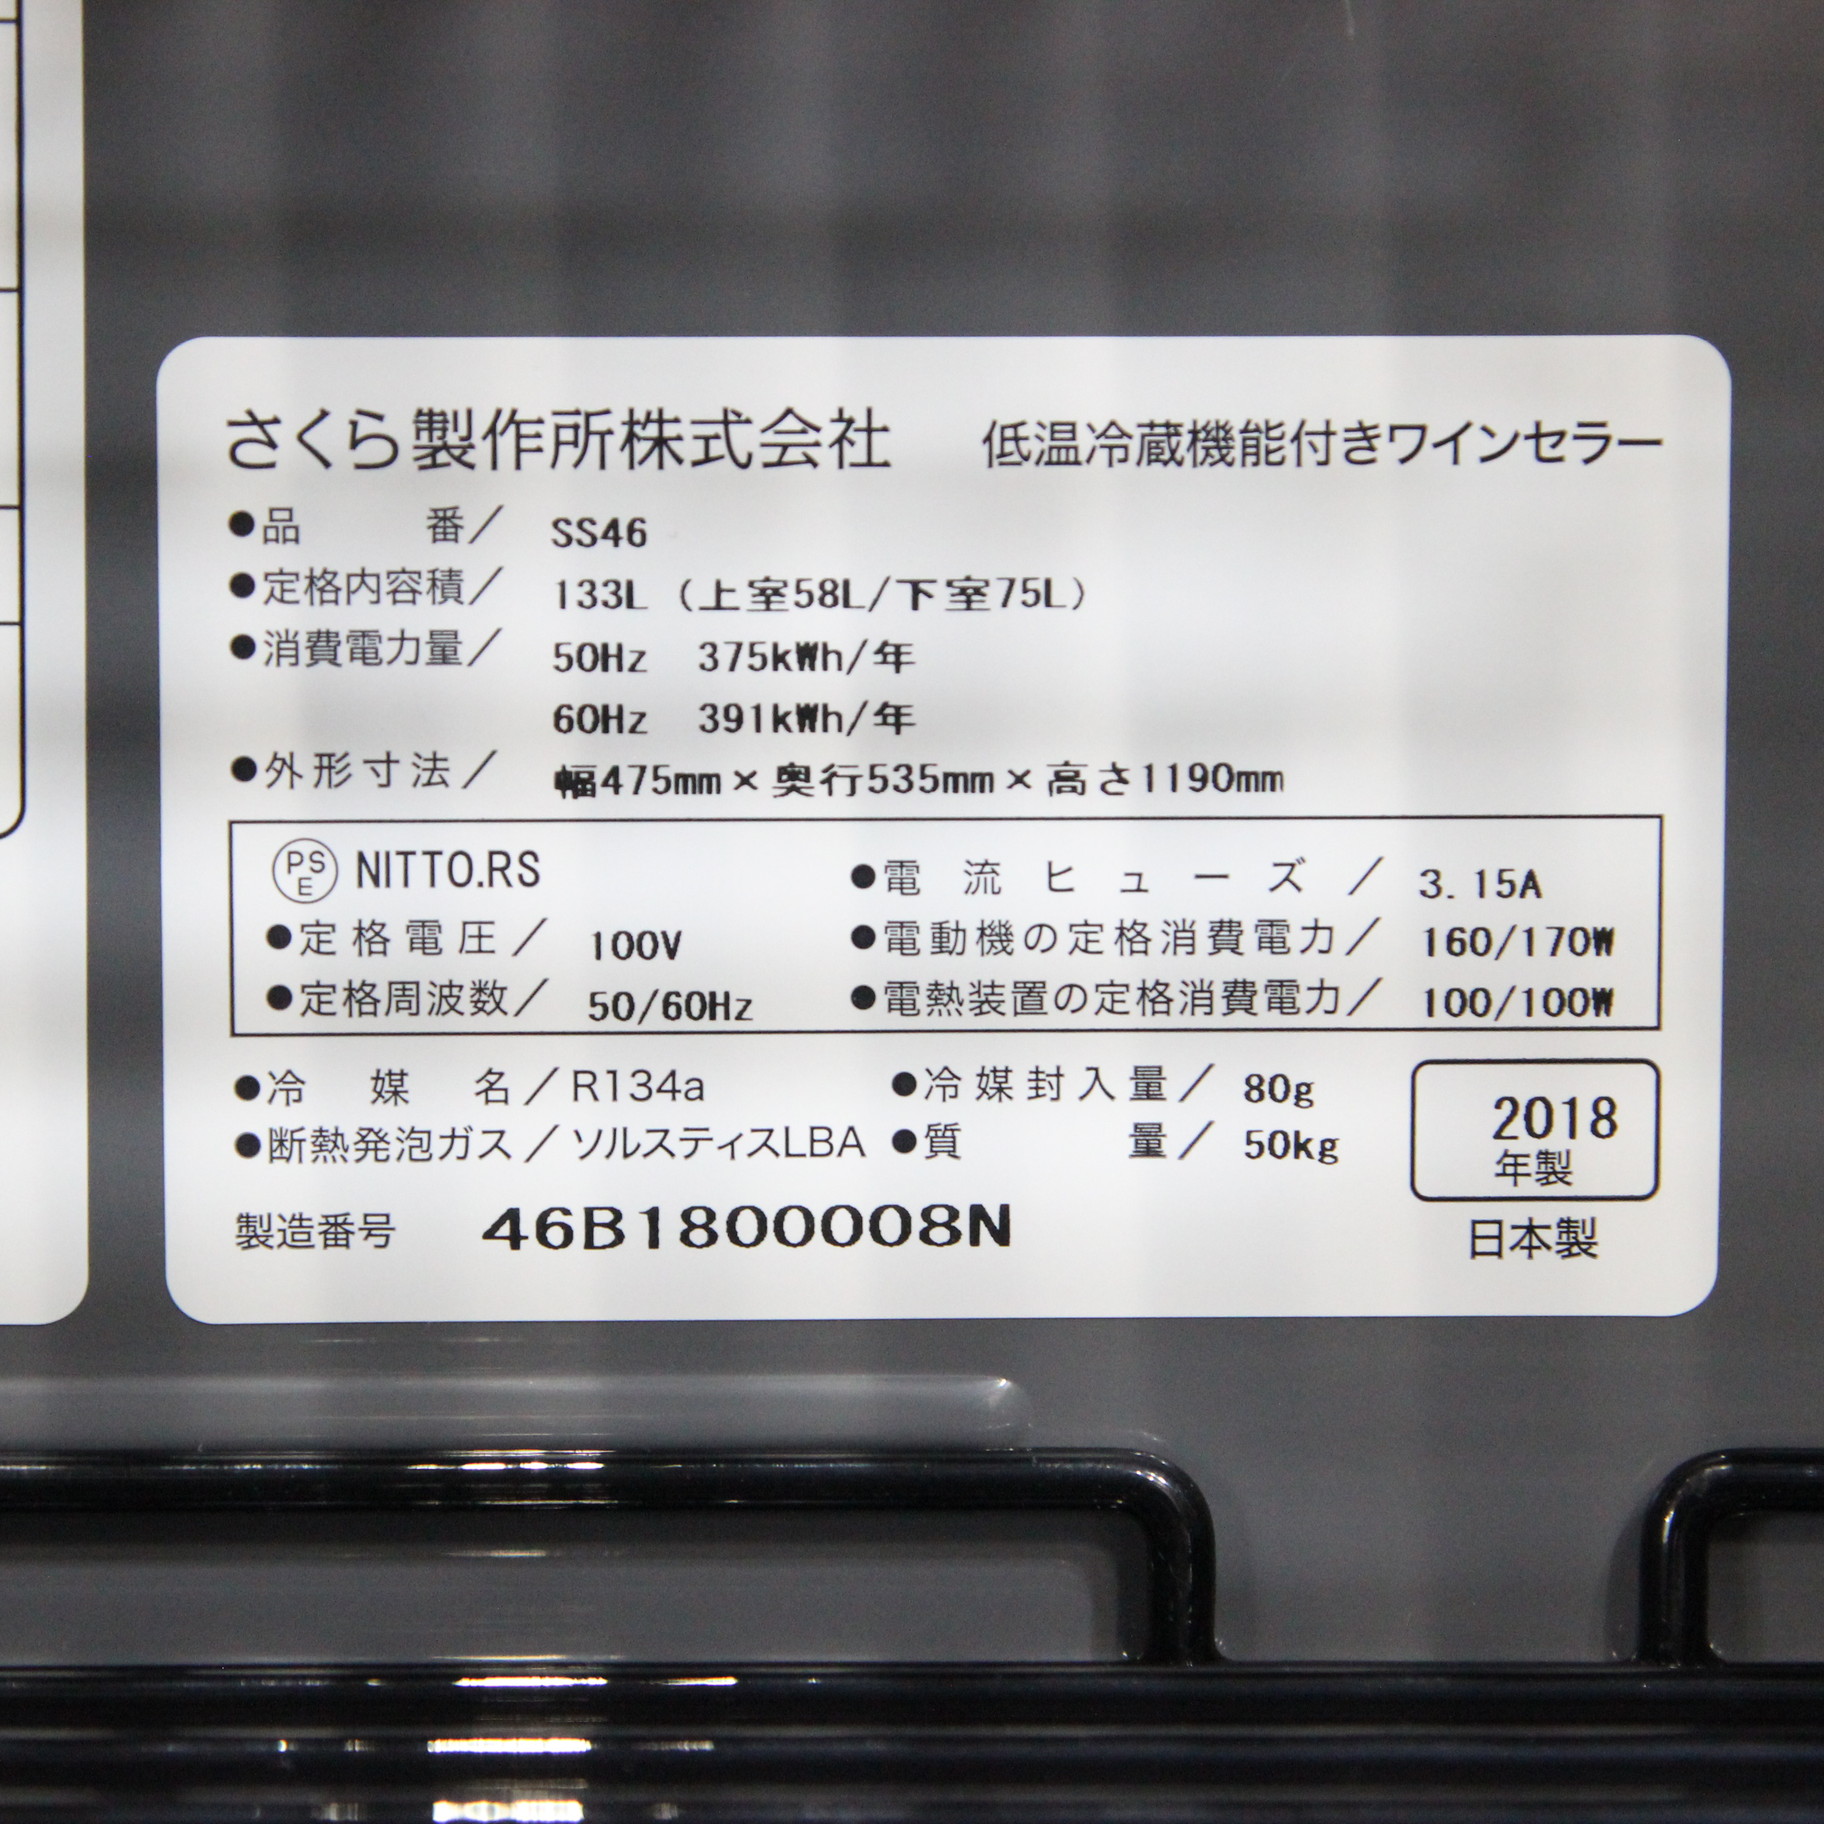 さくら製作所株式会社 低温冷蔵機能付きワインセラー
●品番／ SS46
●定格内容積／ 133L (上室58L/下室75L)
●消費電力量／ 50Hz 375kWh/年
60Hz 391kWh/年
●外形寸法／ 幅475mm×奥行535mm×高さ1190mm
PSE NITTO.RS ●電流ヒューズ／ 3.15A
●定格電圧／ 100V ●電動機の定格消費電力／ 160/170W
●定格周波数／ 50/60Hz ●電熱装置の定格消費電力／ 100/100W
●冷媒名／R134a ●冷媒封入量／ 80g
●断熱発泡ガス／ソルスティスLBA ●質量／ 50kg
2018
年製
製造番号 46B1800008N
日本製